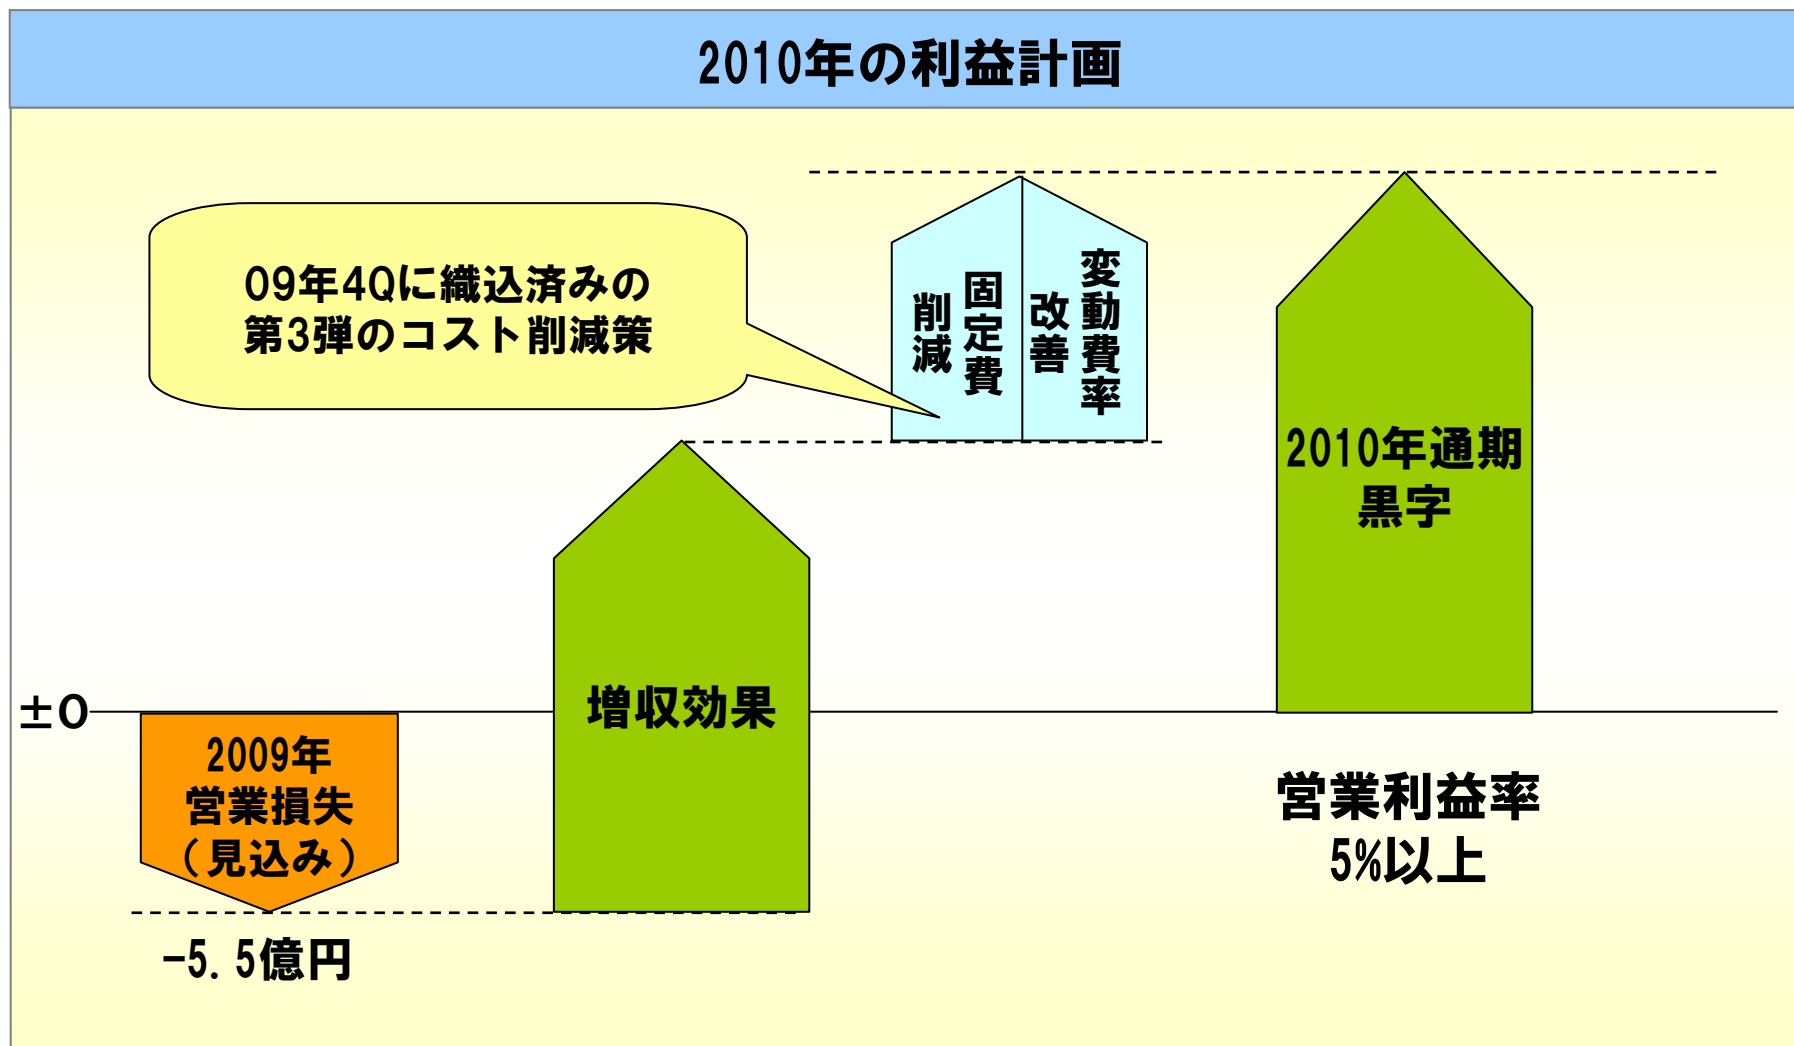 2010年の利益計画
09年4Qに織込済みの
第3弾のコスト削減策
固定費
削減
変動費率
改善
2010年通期
黒字
増収効果
±0
2009年
営業損失
（見込み）
-5.5億円
営業利益率
5%以上